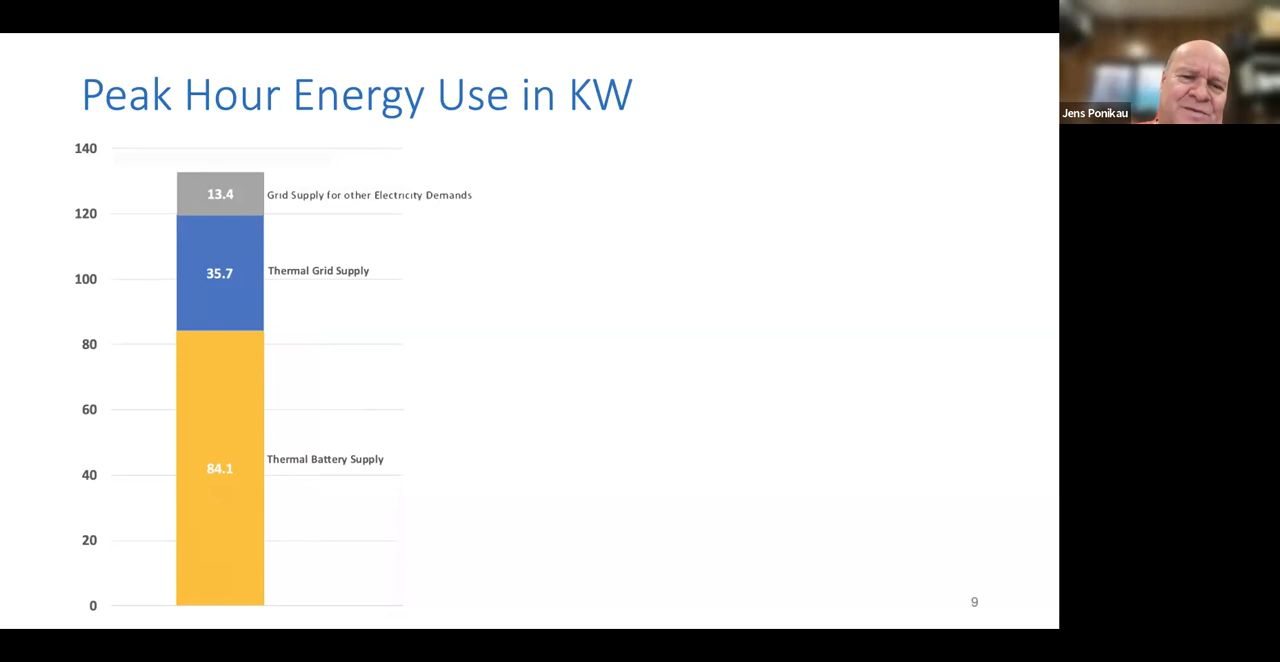 Peak Hour Energy Use in KW
Jens Ponikau
140
13.4 Grid Supply for other Electricity Demands
120
35.7 Thermal Grid Supply
100
80
60
84.1 Thermal Battery Supply
40
20
0
9